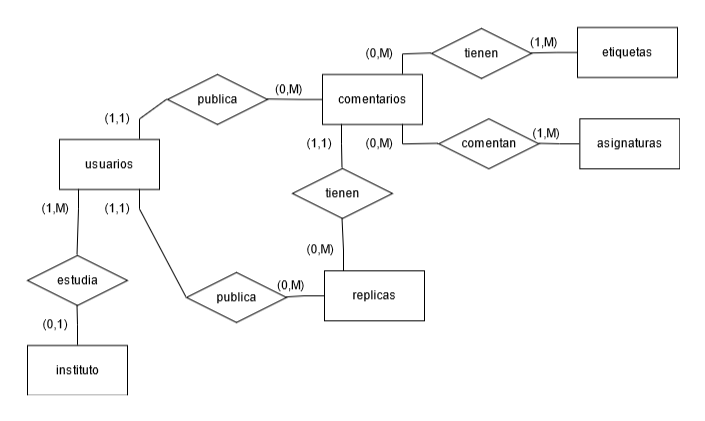 (0,M)
tienen
(1,M)
etiquetas
publica
(0,M)
comentarios
(1,1)
(1,1)
(0,M)
comentan
(1,M)
asignaturas
usuarios
tienen
(1,M)
(1,1)
(0,M)
estudia
publica
(0,M)
replicas
(0,1)
instituto